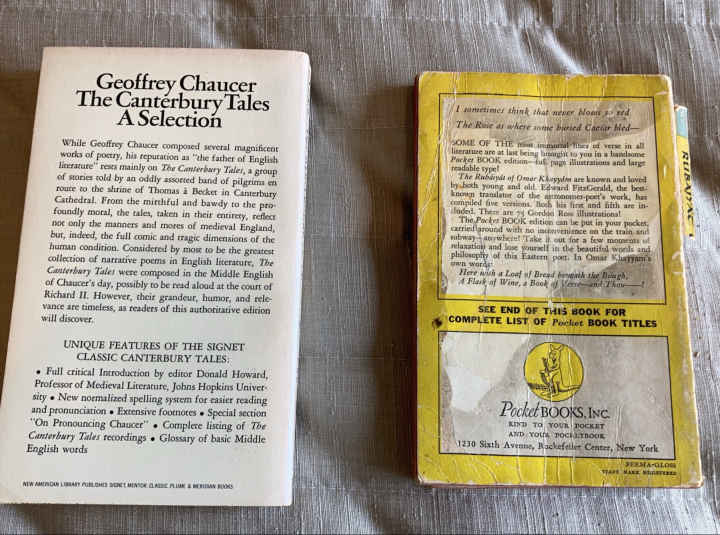 Geoffrey Chaucer
The Canterbury Tales
A Selection
While Geoffrey Chaucer composed several magnificent
works of poetry, his reputation as "the father of English
literature" rests mainly on The Canterbury Tales, a group
of stories told by an oddly assorted band of pilgrims en
route to the shrine of Thomas à Becket in Canterbury
Cathedral. From the mirthful and bawdy to the pro-
foundly moral, the tales, taken in their entirety, reflect
not only the manners and mores of medieval England,
but, indeed, the full comic and tragic dimensions of the
human condition. Considered by most to be the greatest
collection of narrative poems in English literature, The
Canterbury Tales were composed in the Middle English
of Chaucer's day, possibly to be read aloud at the court of
Richard II. However, their grandeur, humor, and rele-
vance are timeless, as readers of this authoritative edition
will discover.
UNIQUE FEATURES OF THE SIGNET
CLASSIC CANTERBURY TALES:
• Full critical Introduction by editor Donald Howard,
Professor of Medieval Literature, Johns Hopkins Univer-
sity • New normalized spelling system for easier reading
and pronunciation • Extensive footnotes • Special section
"On Pronouncing Chaucer" • Complete listing of The
Canterbury Tales recordings • Glossary of basic Middle
English words
NEW AMERICAN LIBRARY PUBLISHES SIGNET, MENTOR, CLASSIC, PLUME & MERIDIAN BOOKS
I sometimes think that never blows so red
The Rose as where some buried Caesar bled—
SOME OF THE most immortal lines of verse in all
literature are at last being brought to you in a handsome
Pocket BOOK edition—full page illustrations and large
readable type!
The Rubáiyát of Omar Khayyám are known and loved
by both young and old. Edward FitzGerald, the best-
known translator of the astronomer-poet's work, has
compiled five versions. Both his first and fifth are in-
cluded. There are 75 Gordon Ross illustrations!
The Pocket BOOK edition can be put in your pocket,
carried around with no inconvenience on the train and
subway—anywhere! Take it out for a few moments of
relaxation and lose yourself in the beautiful words and
philosophy of this Eastern poet. In Omar Khayyam's
own words:
Here with a Loaf of Bread beneath the Bough,
A Flask of Wine, a Book of Verse—and Thou—!
SEE END OF THIS BOOK FOR
COMPLETE LIST OF Pocket BOOK TITLES
Pocket BOOKS, INC.
KIND TO YOUR POCKET
AND YOUR POCKETBOOK
1230 Sixth Avenue, Rockefeller Center, New York
PERMA-GLOSS
TRADE MARK REGISTERED